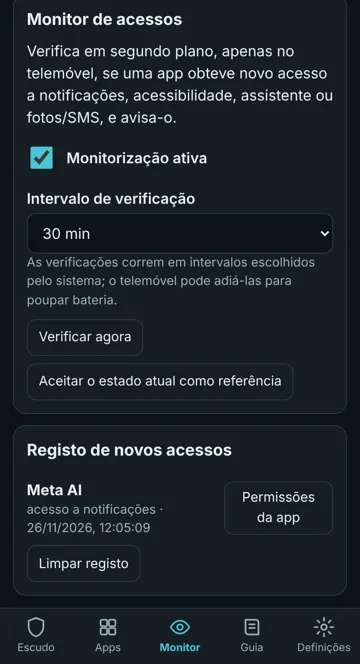 Monitor de acessos
Verifica em segundo plano, apenas no
telemóvel, se uma app obteve novo acesso
a notificações, acessibilidade, assistente ou
fotos/SMS, e avisa-o.
Monitorização ativa
Intervalo de verificação
30 min
As verificações correm em intervalos escolhidos
pelo sistema; o telemóvel pode adiá-las para
poupar bateria.
Verificar agora
Aceitar o estado atual como referência
Registo de novos acessos
Meta AI
acesso a notificações ·
26/11/2026, 12:05:09
Permissões
da app
Limpar registo
Escudo
Apps
Monitor
Guia
Definições